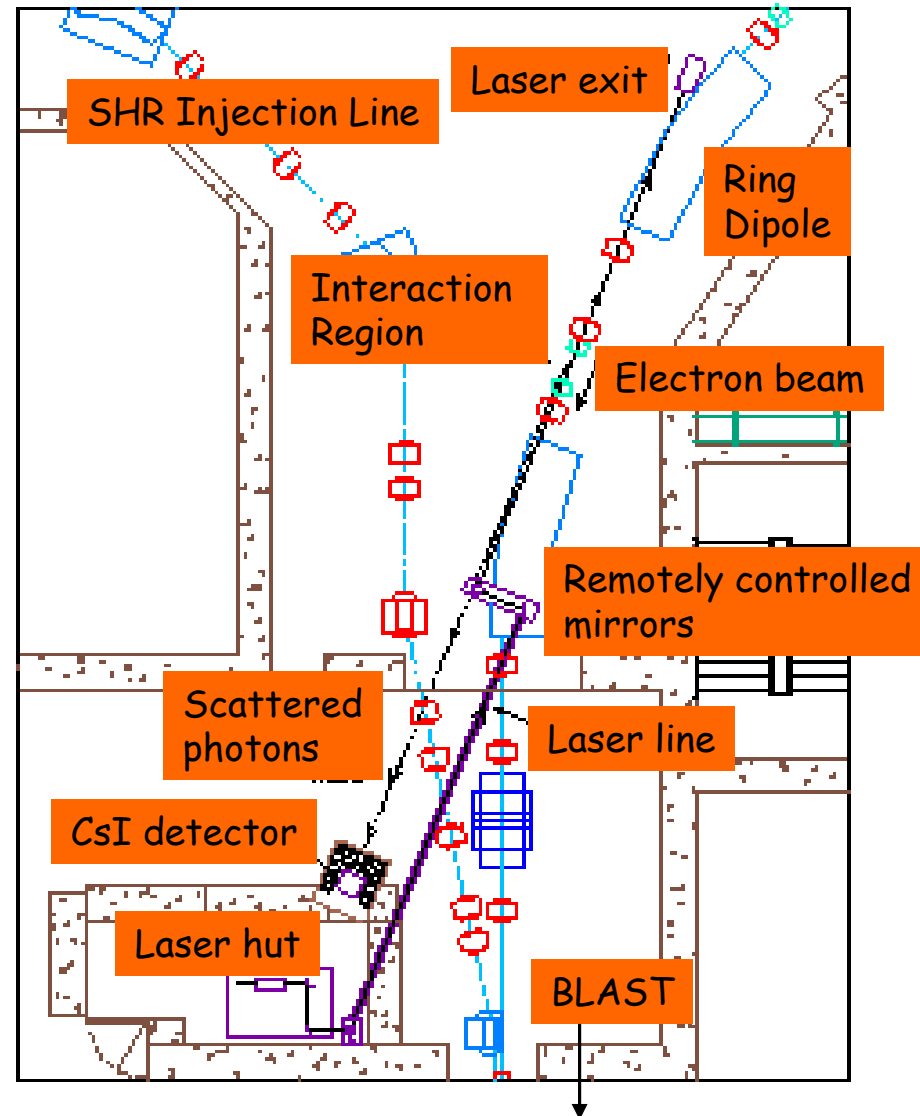 Laser exit
SHR Injection Line
Ring
Dipole
Interaction
Region
Electron beam
Remotely controlled
mirrors
Scattered
photons
Laser line
CsI detector
Laser hut
BLAST